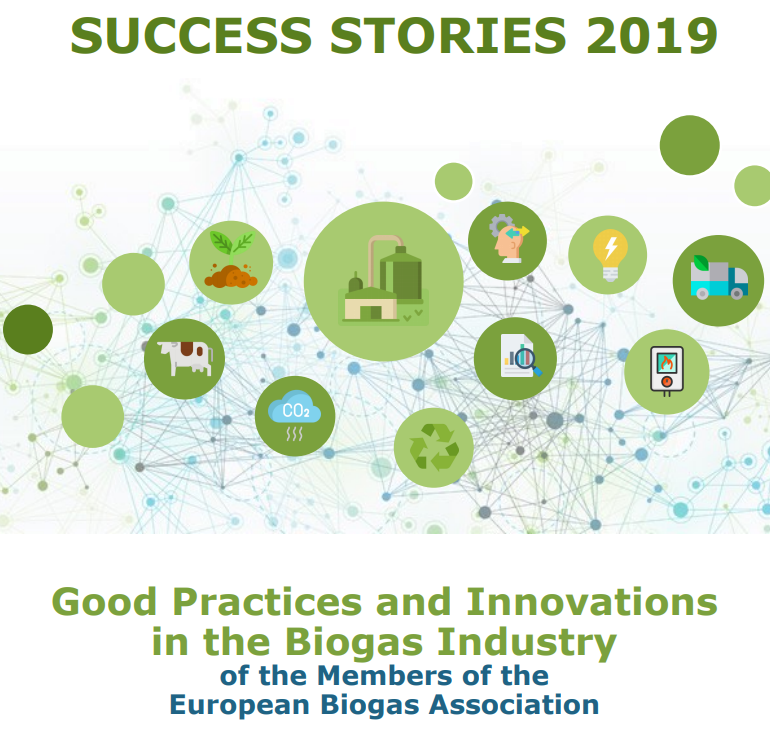 SUCCESS STORIES 2019
CO₂
Good Practices and Innovations
in the Biogas Industry
of the Members of the
European Biogas Association